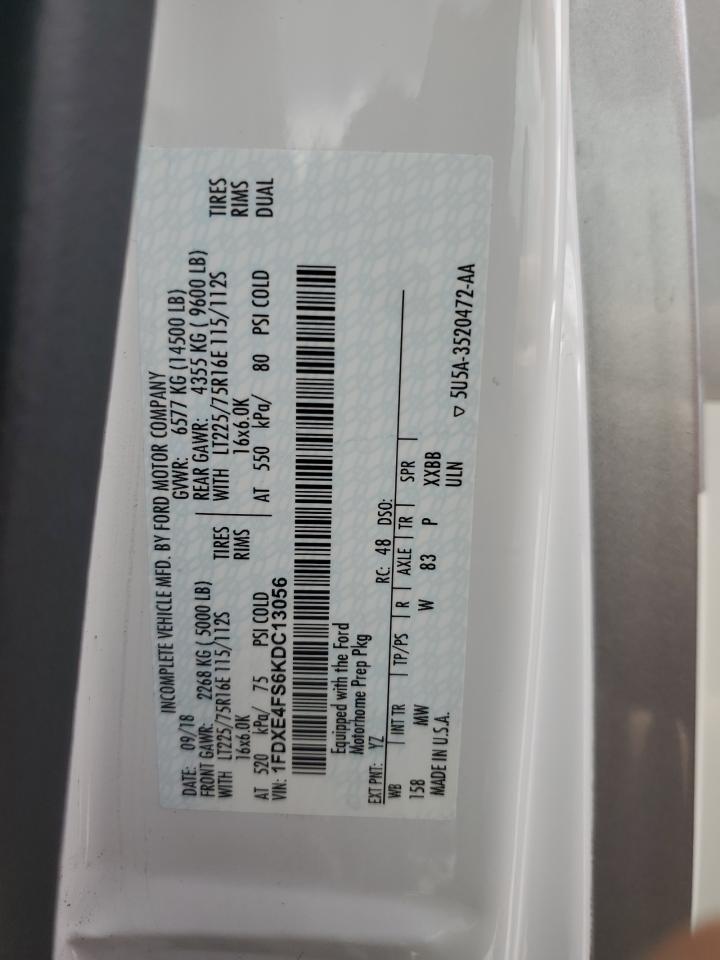 INCOMPLETE VEHICLE MFD. BY FORD MOTOR COMPANY
DATE: 09/18 GVWR: 6577 KG (14500 LB)
FRONT GAWR: 2268 KG ( 5000 LB) REAR GAWR: 4355 KG ( 9600 LB)
WITH LT225/75R16E 115/112S TIRES WITH LT225/75R16E 115/112S TIRES
16x6.0K RIMS 16x6.0K RIMS
AT 520 kPa/ 75 PSI COLD AT 550 kPa/ 80 PSI COLD DUAL
VIN: 1FDXE4FS6KDC13056
Equipped with the Ford
Motorhome Prep Pkg
EXT PNT: YZ RC: 48 DSO:
WB INT TR TP/PS R AXLE TR SPR
158 MW W 83 P XXBB
MADE IN U.S.A. ULN
▽ 5U5A-3520472-AA